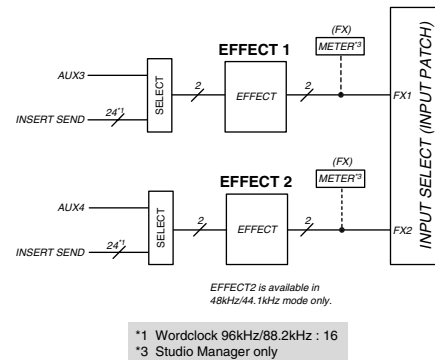 (FX)
METER*3
EFFECT 1
AUX3
SELECT
2
EFFECT
2
FX1
INSERT SEND
24*1
INPUT SELECT (INPUT PATCH)
(FX)
METER*3
EFFECT 2
AUX4
SELECT
2
EFFECT
2
FX2
INSERT SEND
24*1
EFFECT2 is available in
48kHz/44.1kHz mode only.
*1 Wordclock 96kHz/88.2kHz : 16
*3 Studio Manager only